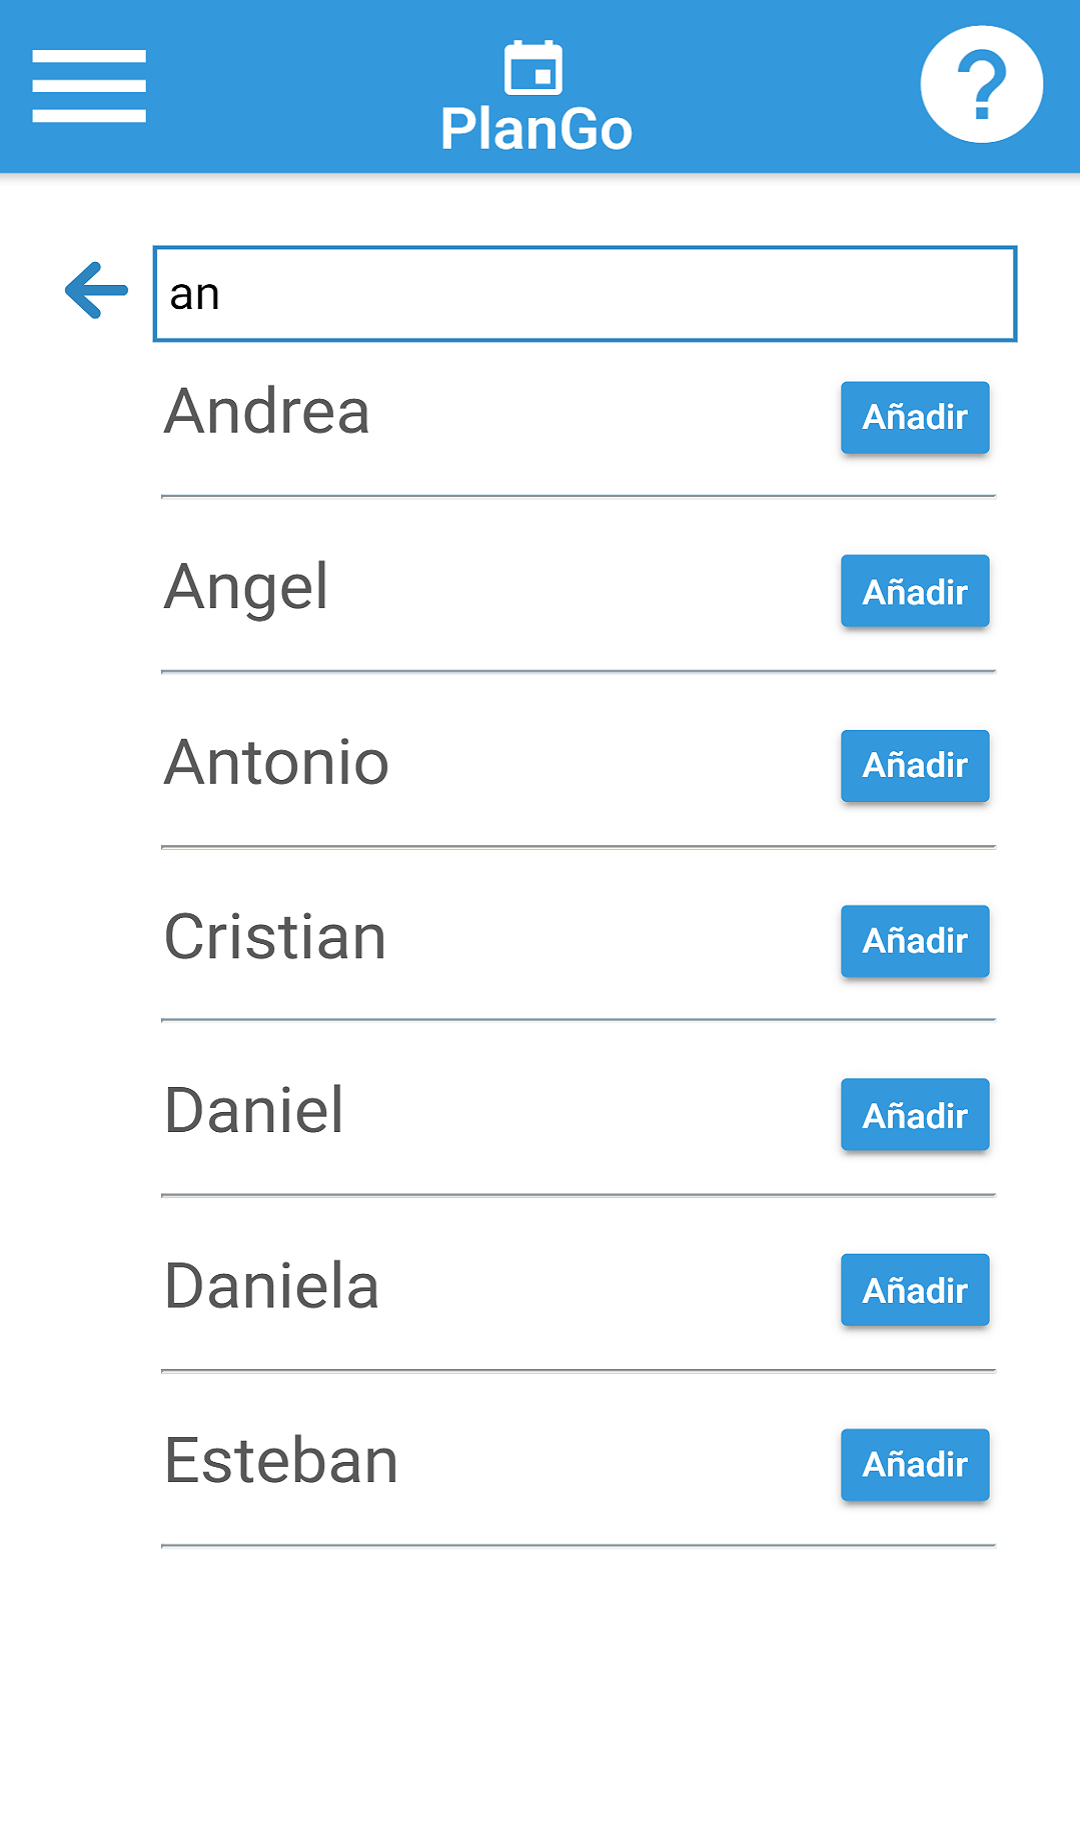 PlanGo
?
an
Andrea
Añadir
Angel
Añadir
Antonio
Añadir
Cristian
Añadir
Daniel
Añadir
Daniela
Añadir
Esteban
Añadir